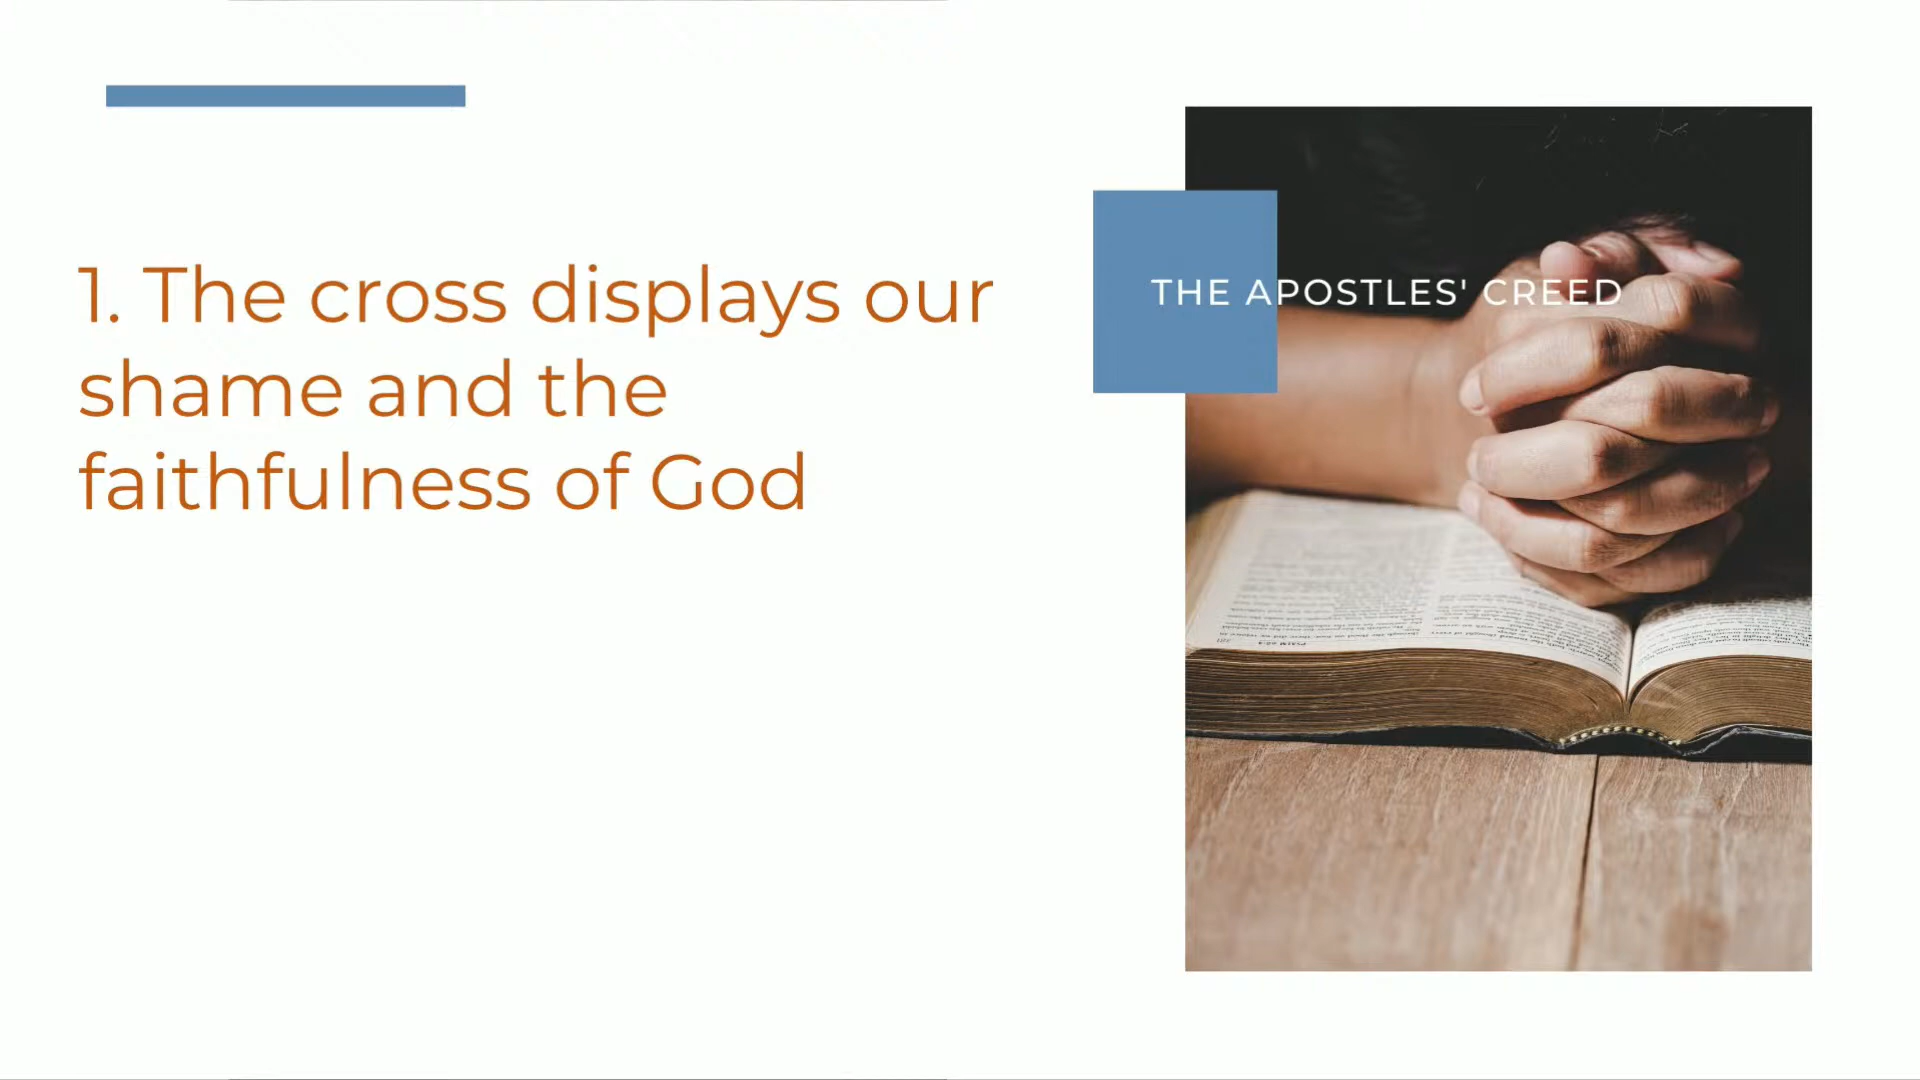 1. The cross displays our
shame and the
faithfulness of God
THE APOSTLES' CREED